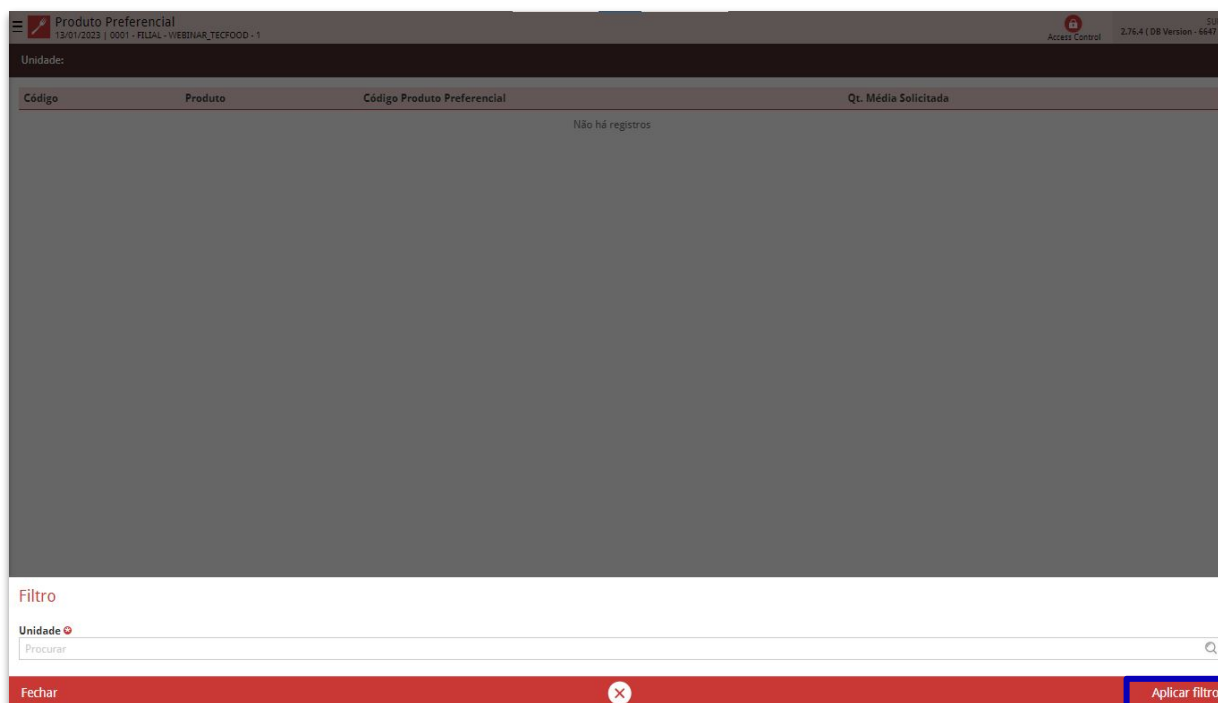 Produto Preferencial
13/01/2023 | 0001 - FILIAL - WEBINAR_TECFOOD - 1
Access Control
SU
2.76.4 ( DB Version - 6647
Unidade:
Código Produto Código Produto Preferencial Qt. Média Solicitada
Não há registros
Filtro
Unidade
Procurar
Fechar Aplicar filtro